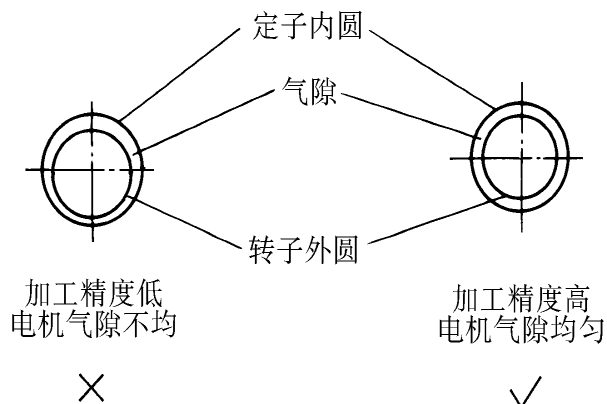 定子内圆
气隙
转子外圆
加工精度低
电机气隙不均
加工精度高
电机气隙均匀